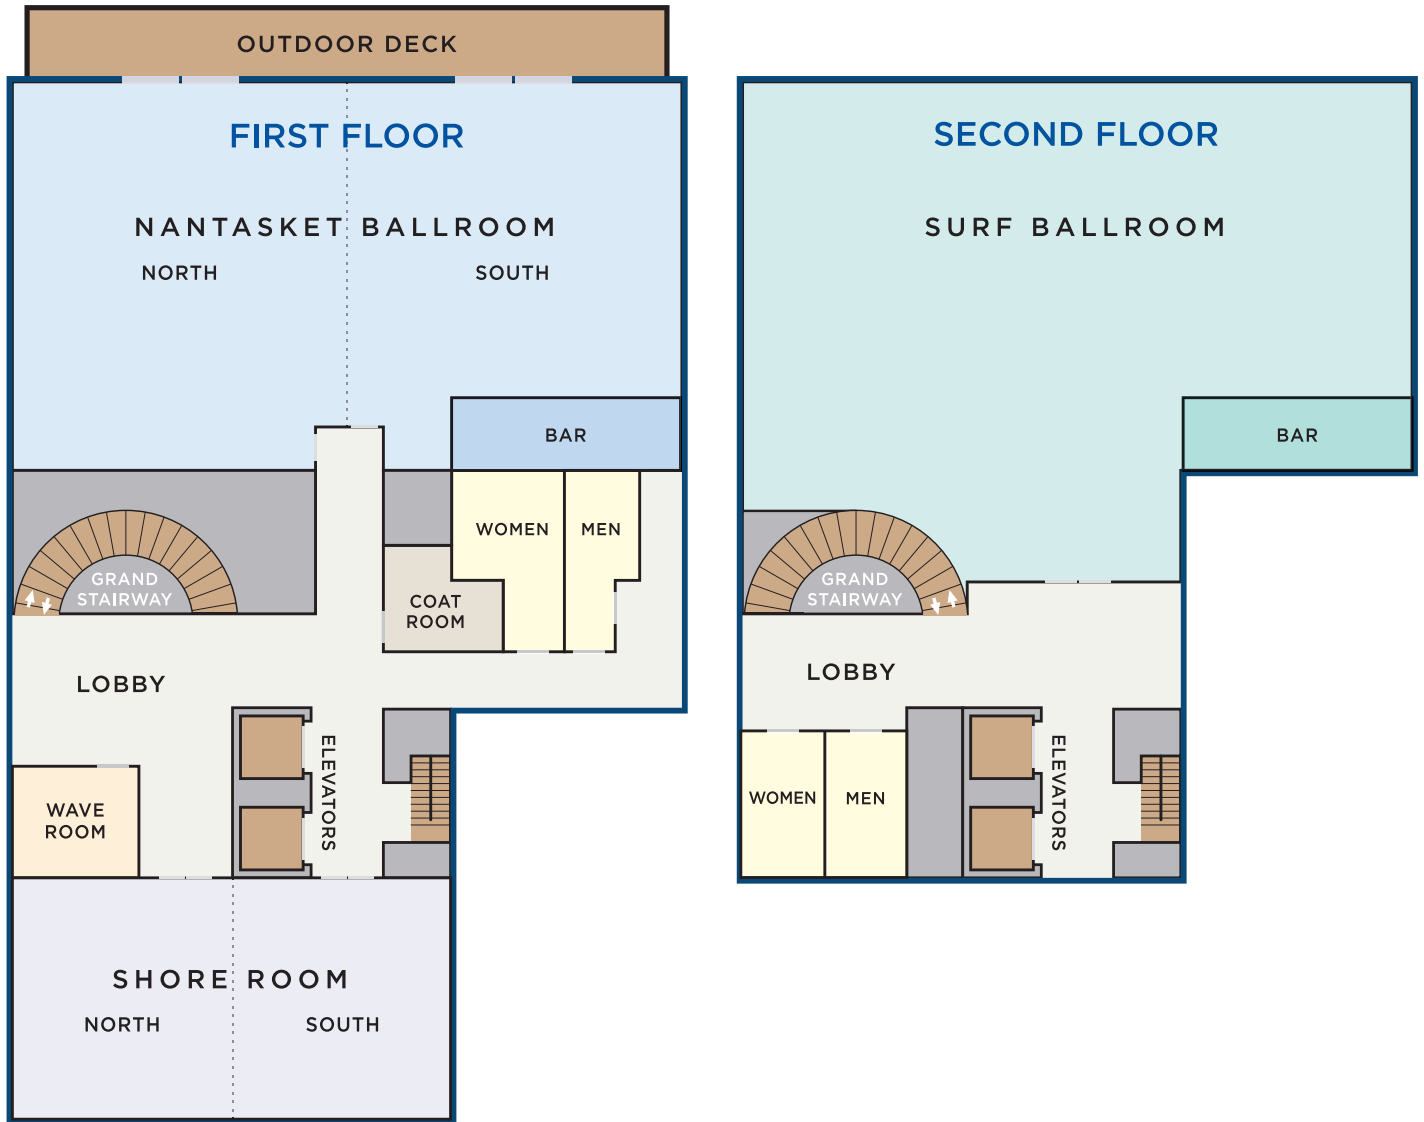 OUTDOOR DECK
FIRST FLOOR
NANTASKET BALLROOM
NORTH
SOUTH
BAR
WOMEN
MEN
GRAND
STAIRWAY
COAT
ROOM
LOBBY
ELEVATORS
WAVE
ROOM
SHORE ROOM
NORTH
SOUTH
SECOND FLOOR
SURF BALLROOM
BAR
GRAND
STAIRWAY
LOBBY
ELEVATORS
WOMEN
MEN